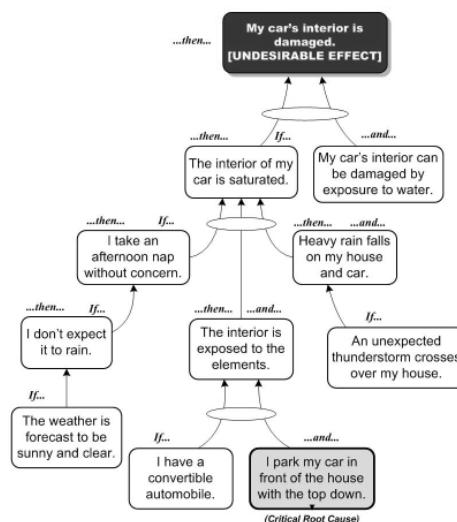 My car's interior is
...then...
damaged.
[UNDESIRABLE EFFECT]
...then...
If...
...and...
The interior of my
car is saturated.
My car's interior can
be damaged by
exposure to water.
...then...
If...
...then...
...and...
I take an
afternoon nap
without concern.
Heavy rain falls
on my house
and car.
...then...
If...
...then...
...and...
If...
I don't expect
it to rain.
The interior is
exposed to the
elements.
An unexpected
thunderstorm crosses
over my house.
If...
The weather is
forecast to be
sunny and clear.
If...
...and...
I have a
convertible
automobile.
I park my car in
front of the house
with the top down.
(Critical Root Cause)